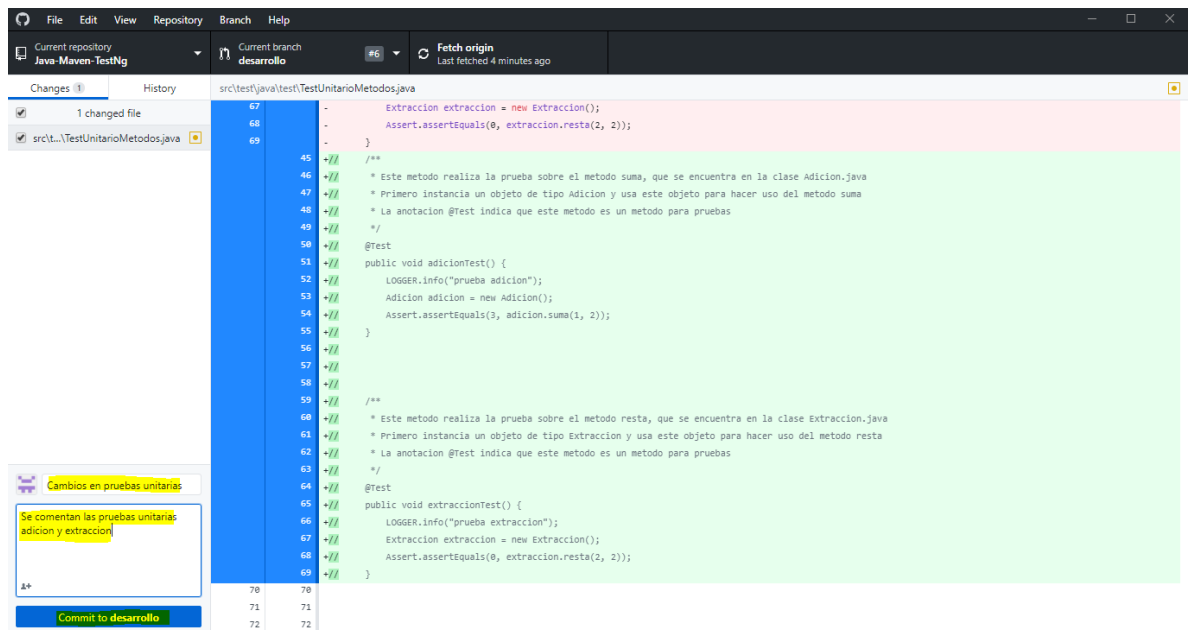 File Edit View Repository Branch Help
Current repository
Java-Maven-TestNg
Current branch
desarrollo
#6
Fetch origin
Last fetched 4 minutes ago
Changes 1 History
src\test\java\test\TestUnitarioMetodos.java
1 changed file
src\t...\TestUnitarioMetodos.java
67 - Extraccion extraccion = new Extraccion();
68 - Assert.assertEquals(0, extraccion.resta(2, 2));
69 - }
45 +// /**
46 +// * Este metodo realiza la prueba sobre el metodo suma, que se encuentra en la clase Adicion.java
47 +// * Primero instancia un objeto de tipo Adicion y usa este objeto para hacer uso del metodo suma
48 +// * La anotacion @Test indica que este metodo es un metodo para pruebas
49 +// */
50 +// @Test
51 +// public void adicionTest() {
52 +// LOGGER.info("prueba adicion");
53 +// Adicion adicion = new Adicion();
54 +// Assert.assertEquals(3, adicion.suma(1, 2));
55 +// }
56 +//
57 +//
58 +//
59 +// /**
60 +// * Este metodo realiza la prueba sobre el metodo resta, que se encuentra en la clase Extraccion.java
61 +// * Primero instancia un objeto de tipo Extraccion y usa este objeto para hacer uso del metodo resta
62 +// * La anotacion @Test indica que este metodo es un metodo para pruebas
63 +// */
64 +// @Test
65 +// public void extraccionTest() {
66 +// LOGGER.info("prueba extraccion");
67 +// Extraccion extraccion = new Extraccion();
68 +// Assert.assertEquals(0, extraccion.resta(2, 2));
69 +// }
70 70
71 71
72 72
Cambios en pruebas unitarias
Se comentan las pruebas unitarias
adicion y extraccion
Commit to desarrollo